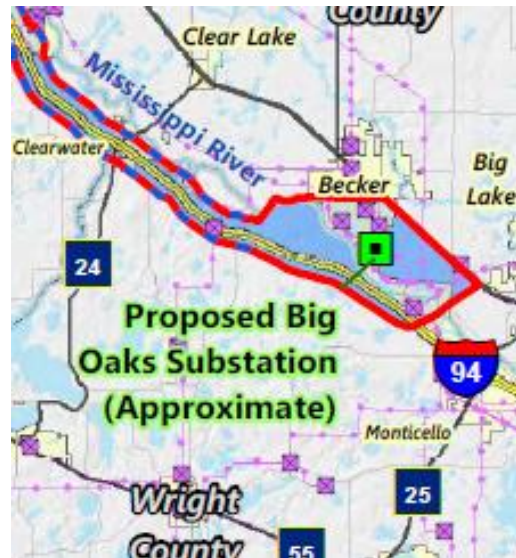 County
Clear Lake
Mississippi River
Clearwater
Becker
Big
Lake
24
Proposed Big
Oaks Substation
(Approximate)
94
Monticello
25
Wright
County
55